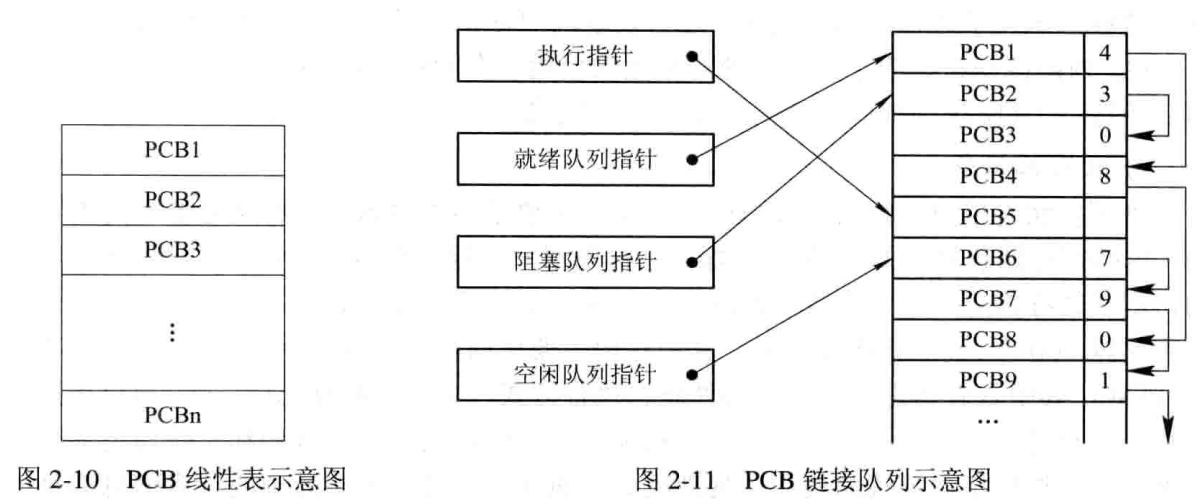 PCB1
PCB2
PCB3
⋮
PCBn
图 2-10 PCB 线性表示意图
执行指针
就绪队列指针
阻塞队列指针
空闲队列指针
PCB1 4
PCB2 3
PCB3 0
PCB4 8
PCB5
PCB6 7
PCB7 9
PCB8 0
PCB9 1
…
图 2-11 PCB 链接队列示意图